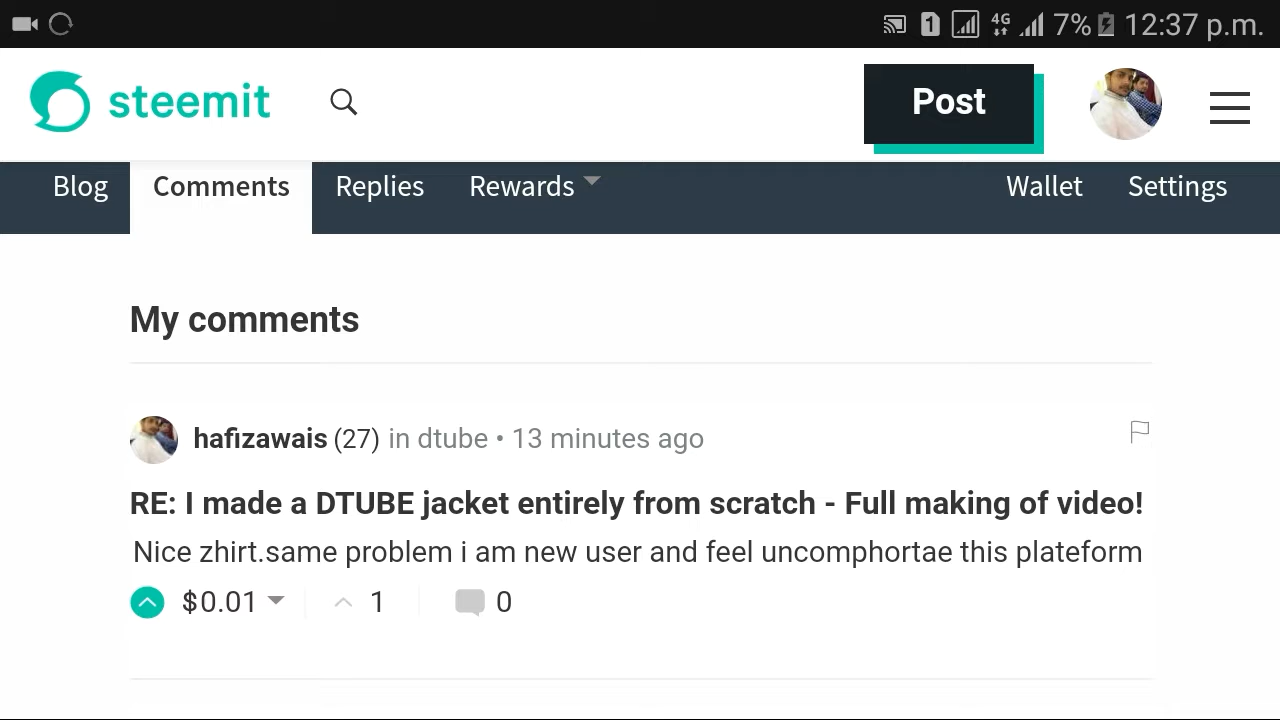 1 4G 7% 12:37 p.m.
steemit Post
Blog Comments Replies Rewards Wallet Settings
My comments
hafizawais (27) in dtube • 13 minutes ago
RE: I made a DTUBE jacket entirely from scratch - Full making of video!
Nice zhirt.same problem i am new user and feel uncomphortae this plateform
$0.01 1 0